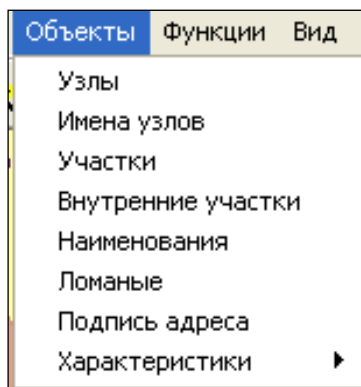 Объекты Функции Вид
Узлы
Имена узлов
Участки
Внутренние участки
Наименования
Ломаные
Подпись адреса
Характеристики